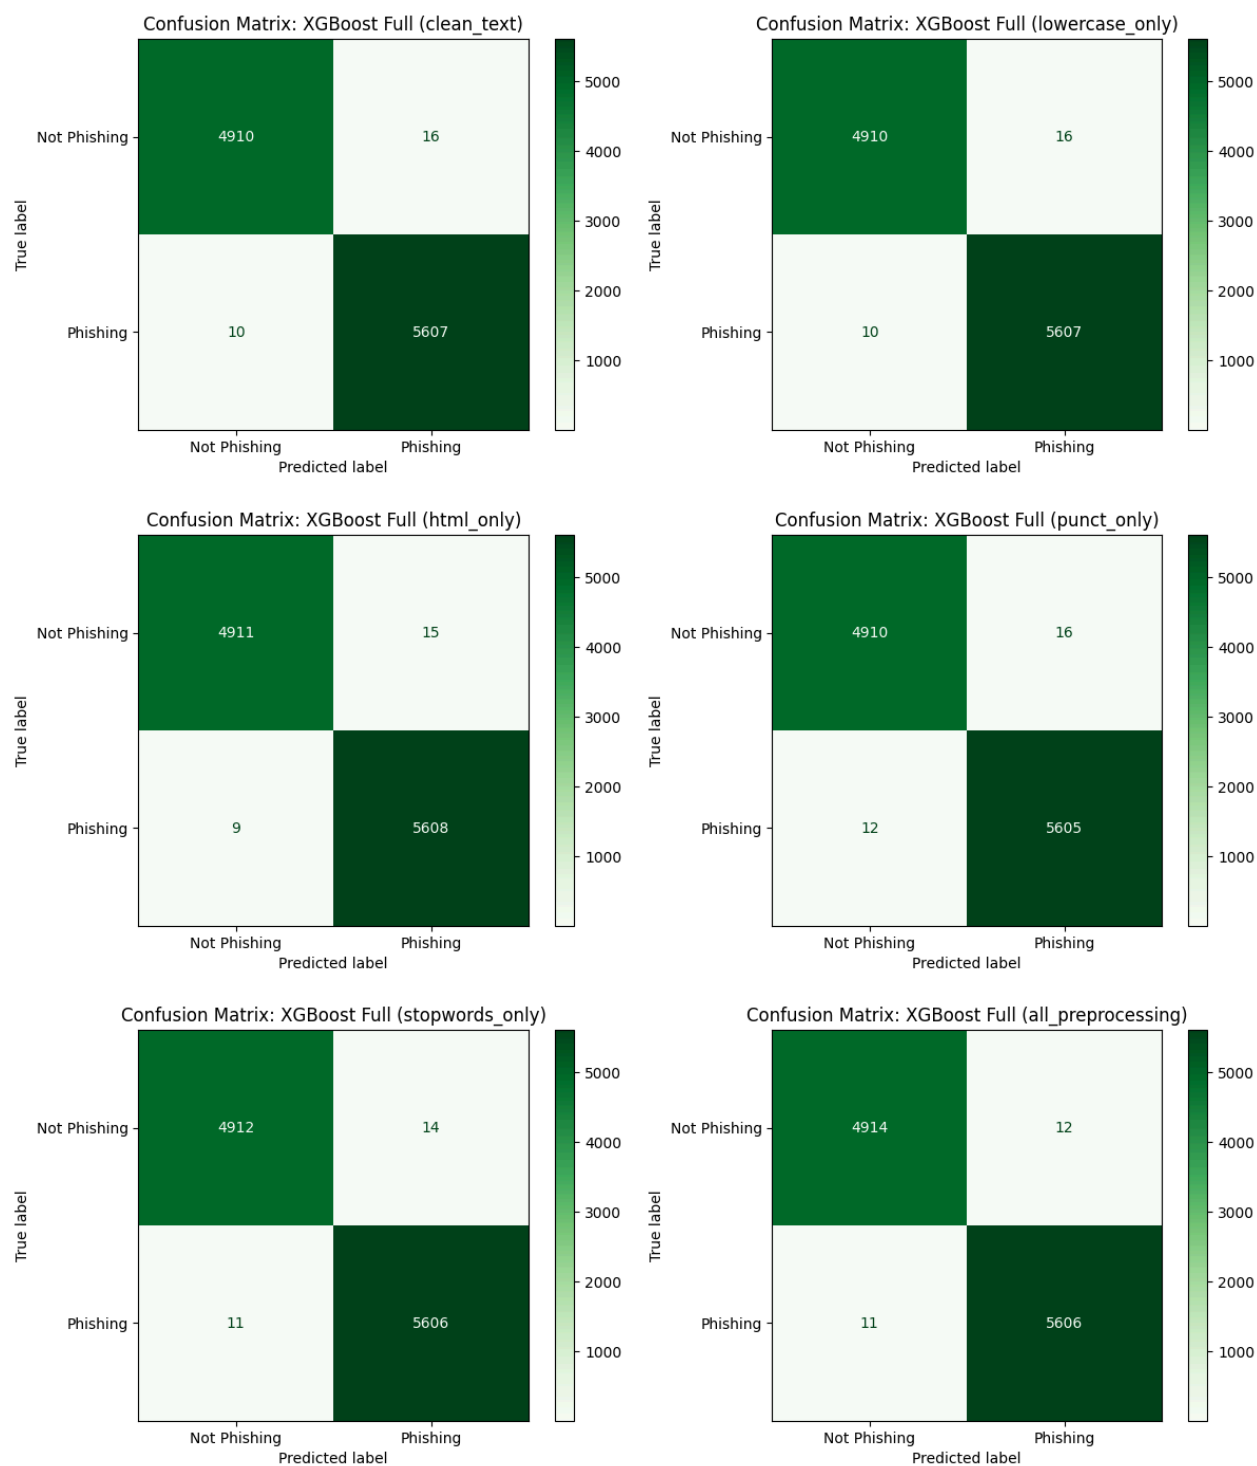 Confusion Matrix: XGBoost Full (clean_text)
True label
Not Phishing
Phishing
4910
16
10
5607
Not Phishing
Phishing
Predicted label
5000
4000
3000
2000
1000
Confusion Matrix: XGBoost Full (lowercase_only)
True label
Not Phishing
Phishing
4910
16
10
5607
Not Phishing
Phishing
Predicted label
5000
4000
3000
2000
1000
Confusion Matrix: XGBoost Full (html_only)
True label
Not Phishing
Phishing
4911
15
9
5608
Not Phishing
Phishing
Predicted label
5000
4000
3000
2000
1000
Confusion Matrix: XGBoost Full (punct_only)
True label
Not Phishing
Phishing
4910
16
12
5605
Not Phishing
Phishing
Predicted label
5000
4000
3000
2000
1000
Confusion Matrix: XGBoost Full (stopwords_only)
True label
Not Phishing
Phishing
4912
14
11
5606
Not Phishing
Phishing
Predicted label
5000
4000
3000
2000
1000
Confusion Matrix: XGBoost Full (all_preprocessing)
True label
Not Phishing
Phishing
4914
12
11
5606
Not Phishing
Phishing
Predicted label
5000
4000
3000
2000
1000